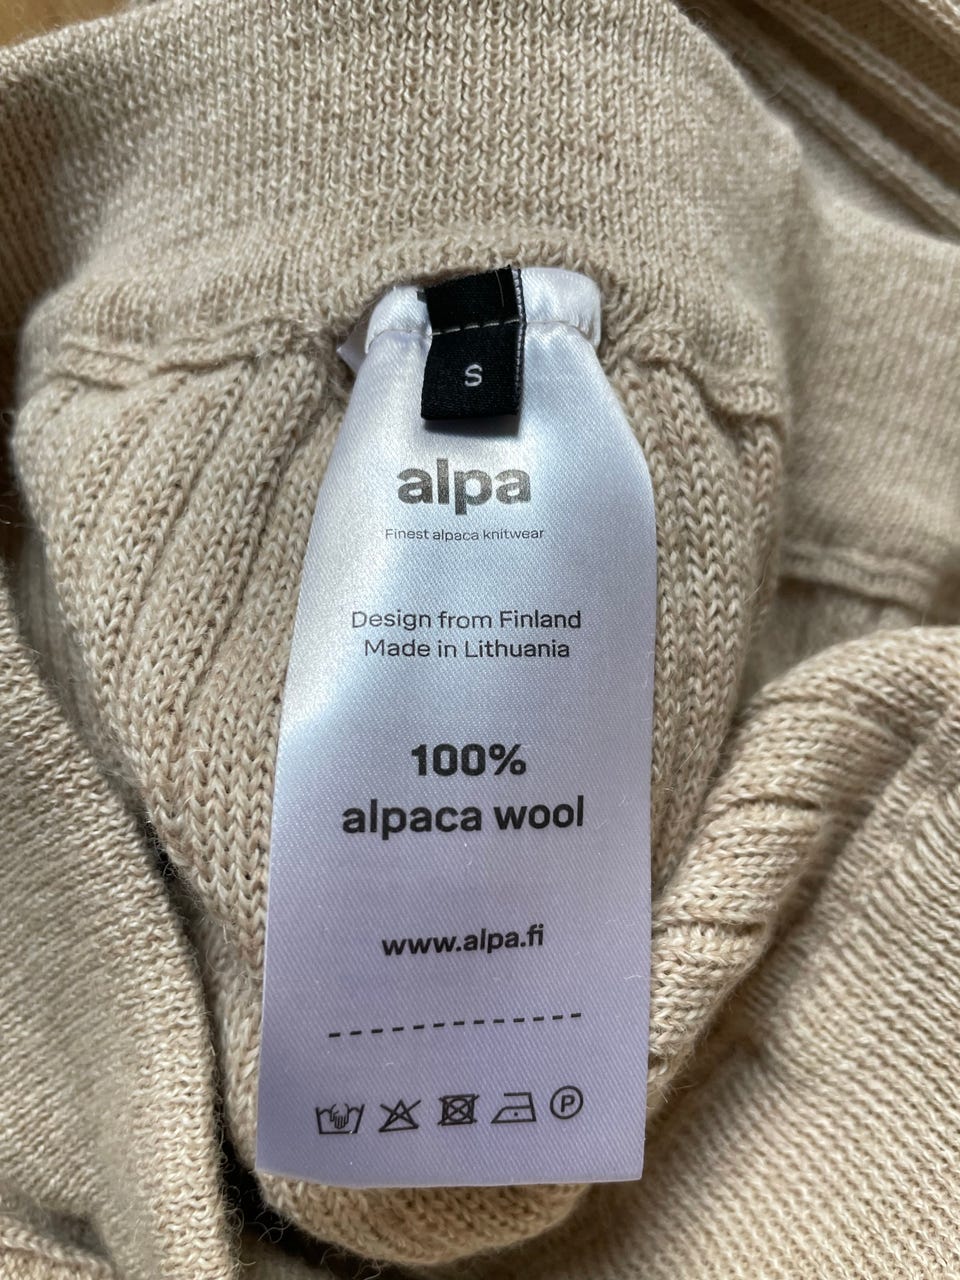 S
alpa
Finest alpaca knitwear
Design from Finland
Made in Lithuania
100%
alpaca wool
www.alpa.fi
P